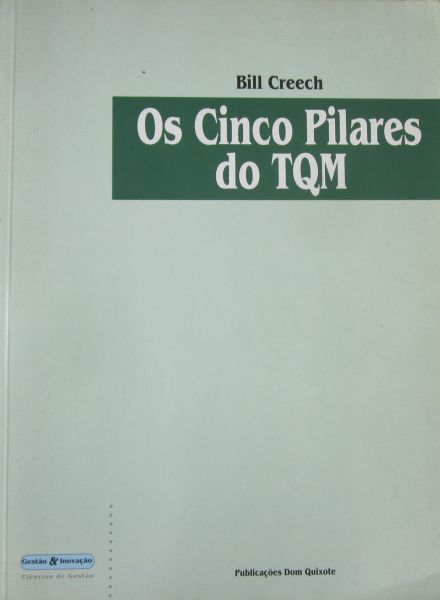 Bill Creech
Os Cinco Pilares
do TQM
Gestão & Inovação
Ciências de Gestão
Publicações Dom Quixote